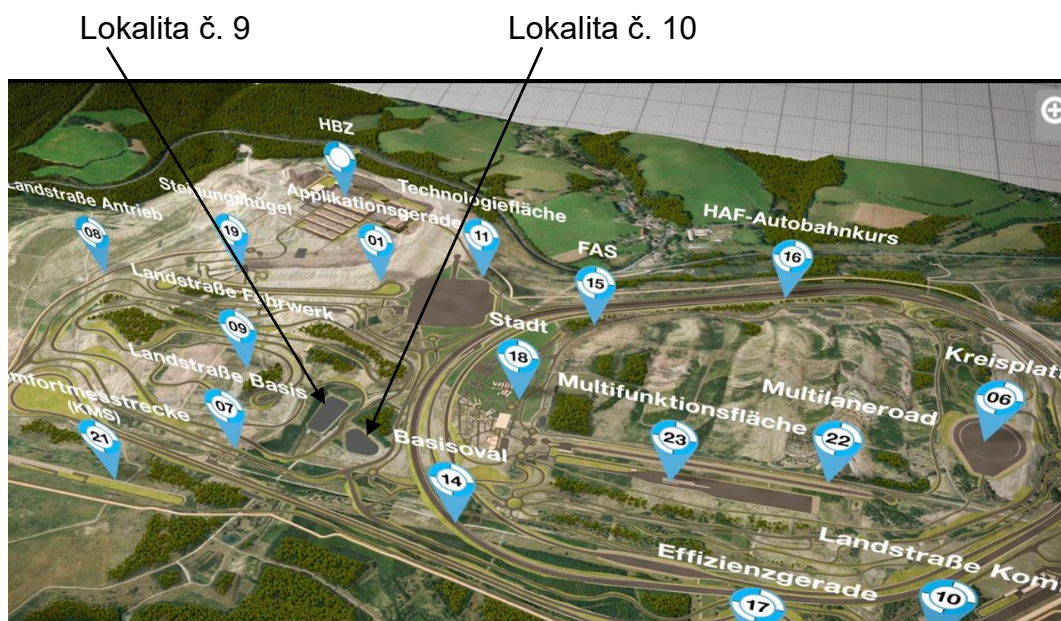 Lokalita č. 9
Lokalita č. 10
HBZ
Landstraße Antrieb
08
Steigungshügel
19
Applikationsgerade
01
Technologiefläche
11
FAS
15
HAF-Autobahnkurs
16
Landstraße Fahrwerk
09
Stadt
18
Landstraße Basis
07
(KMS)
21
Basisoval
14
Multifunktionsfläche
23
Multilaneroad
22
06
Effizienzgerade
17
Landstraße
10